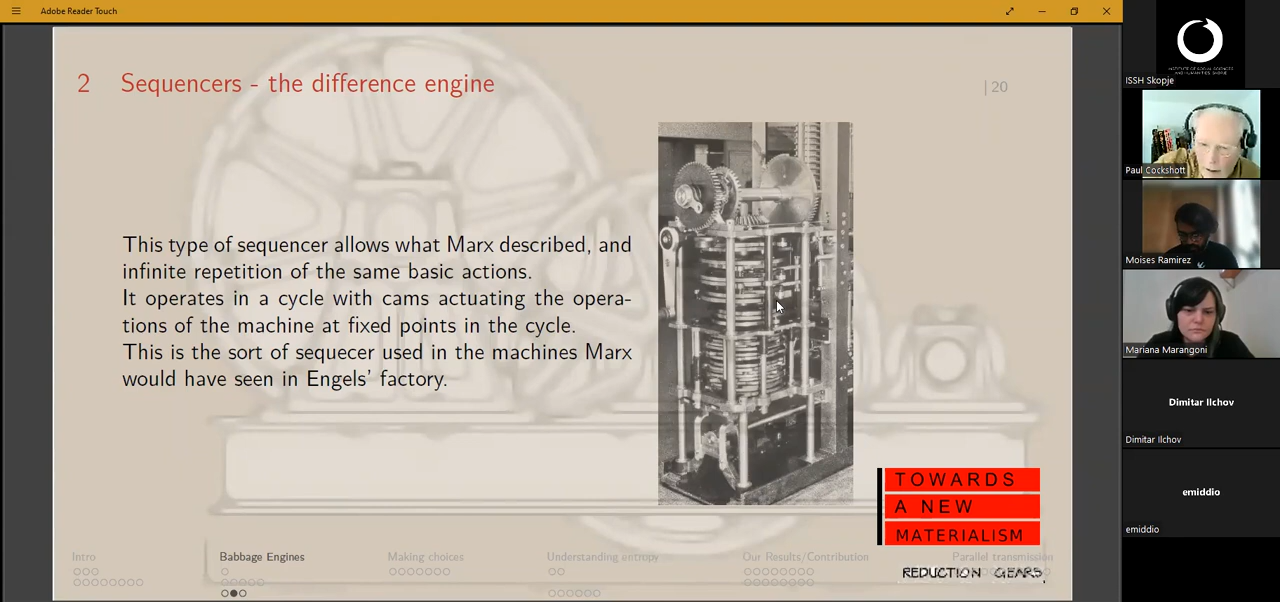 Adobe Reader Touch
2 Sequencers - the difference engine
| 20
This type of sequencer allows what Marx described, and
infinite repetition of the same basic actions.
It operates in a cycle with cams actuating the opera-
tions of the machine at fixed points in the cycle.
This is the sort of sequecer used in the machines Marx
would have seen in Engels' factory.
TOWARDS
A NEW
MATERIALISM
REDUCTION GEARS
Intro
Babbage Engines
Making choices
Understanding entropy
Our Results/Contribution
Parallel transmission
ISSH Skopje
Paul Cockshott
Moises Ramirez
Mariana Marangoni
Dimitar Ilchov
Dimitar Ilchov
emiddio
emiddio